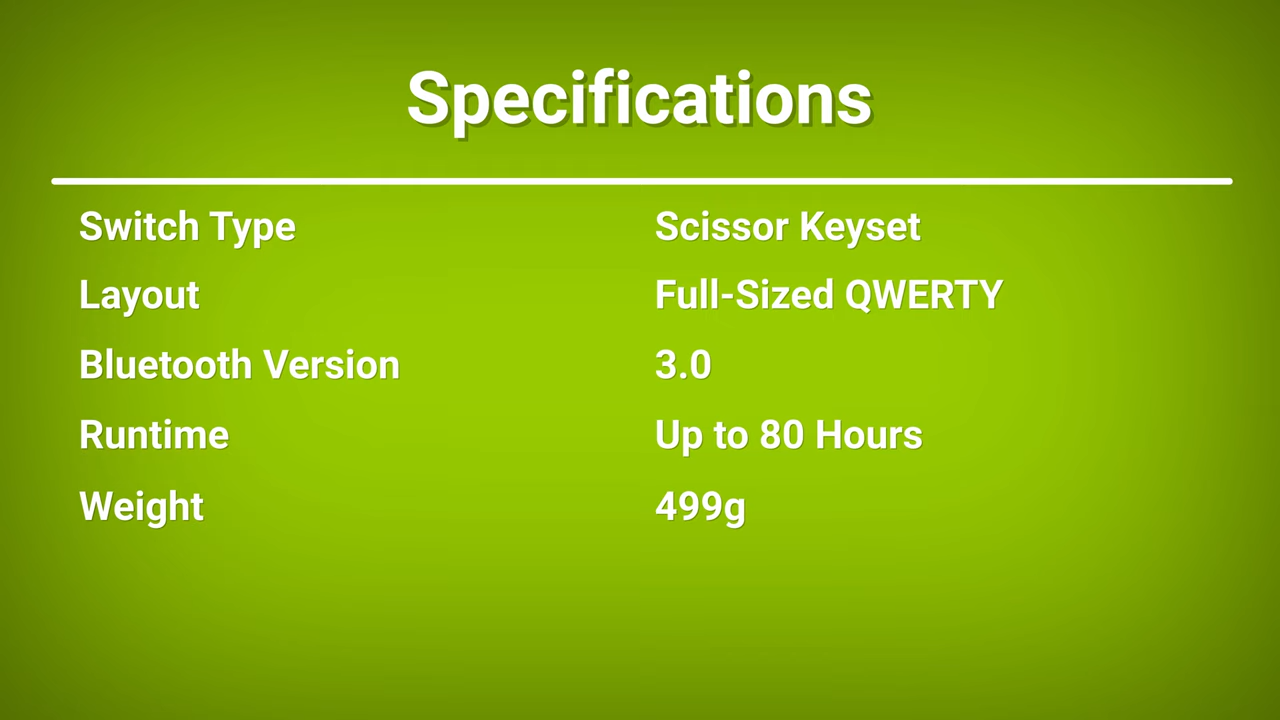 Specifications
Switch Type Scissor Keyset
Layout Full-Sized QWERTY
Bluetooth Version 3.0
Runtime Up to 80 Hours
Weight 499g